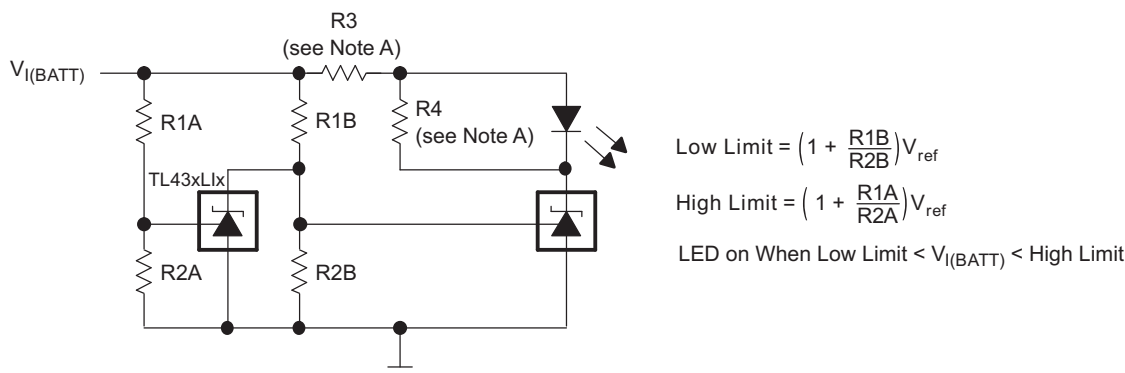 R3
(see Note A)
V_I(BATT)
R1A
R1B
R4
(see Note A)
TL43xLIx
R2A
R2B
Low Limit = (1 + R1B/R2B)V_ref
High Limit = (1 + R1A/R2A)V_ref
LED on When Low Limit < V_I(BATT) < High Limit